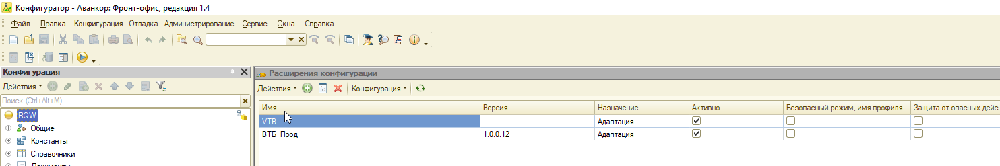 Конфигуратор - Аванкор: Фронт-офис, редакция 1.4
Файл Правка Конфигурация Отладка Администрирование Сервис Окна Справка
Конфигурация
Расширения конфигурации
Действия
Действия Конфигурация
Поиск (Ctrl+Alt+M)
Имя Версия Назначение Активно Безопасный режим, имя профиля... Защита от опасных дейс...
RQW
VTB Адаптация
Общие
ВТБ_Прод 1.0.0.12 Адаптация
Константы
Справочники
Документы